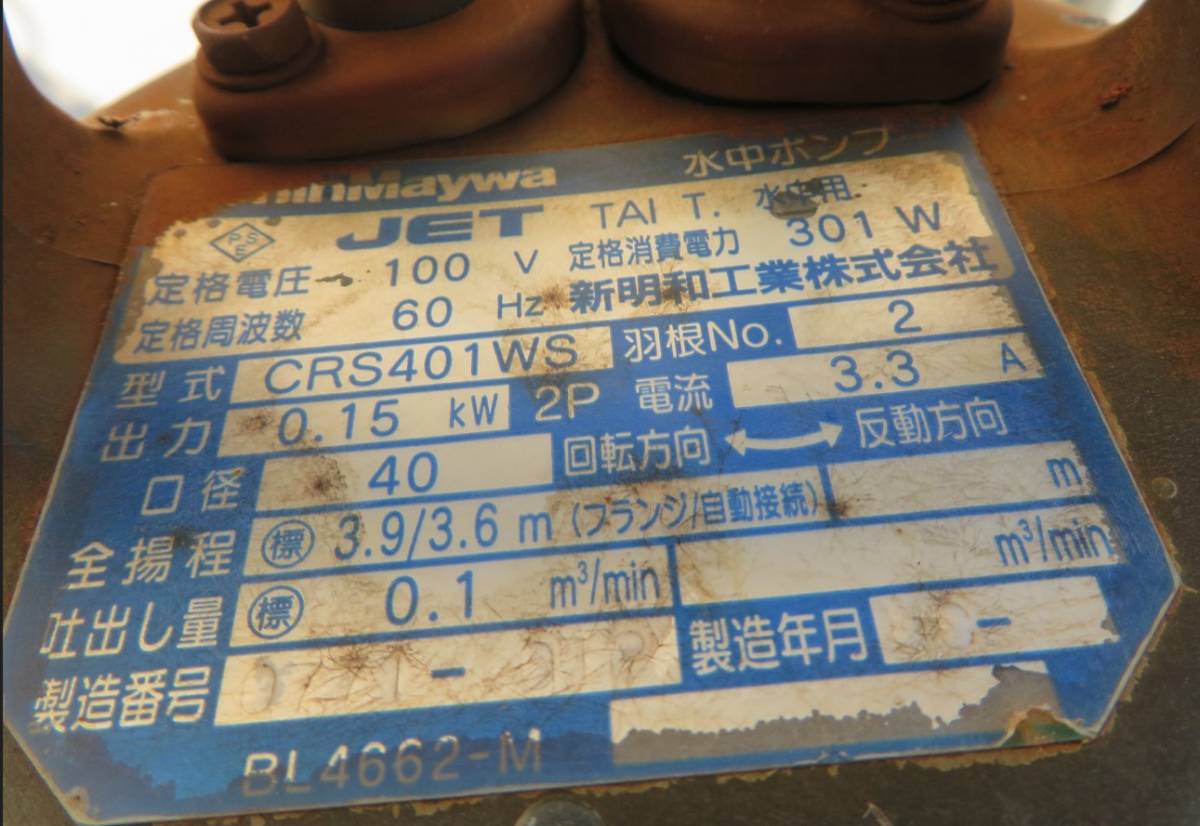 ShinMaywa 水中ポンプ
PSE JET TAI T. 水中用
定格電圧 100 V 定格消費電力 301 W
定格周波数 60 Hz 新明和工業株式会社
型式 CRS401WS 羽根No. 2
出力 0.15 kW 2P 電流 3.3 A
口径 40 回転方向 反動方向
全揚程 標 3.9/3.6 m (フランジ/自動接続) m
吐出し量 標 0.1 m³/min m³/min
製造番号 - 製造年月 -
BL4662-M